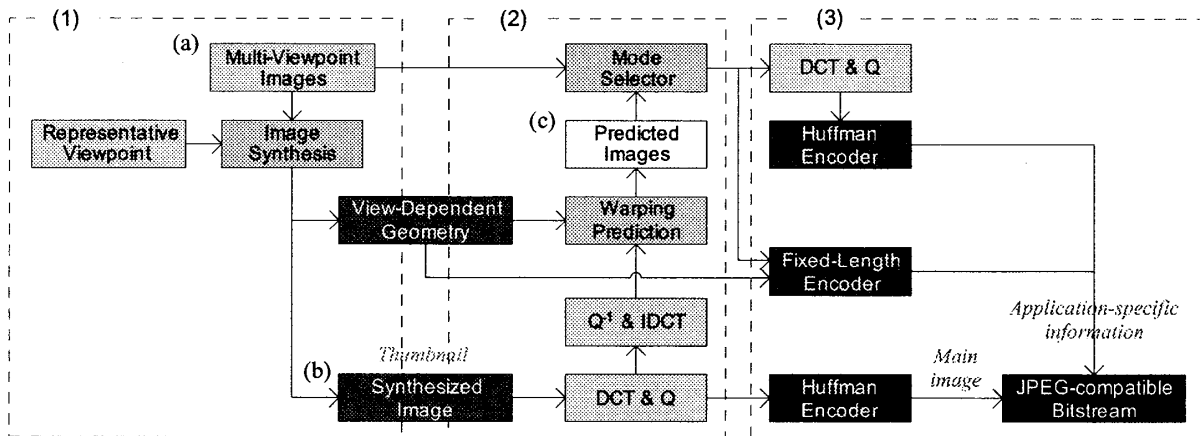 (1)
(2)
(3)
(a)
Multi-Viewpoint
Images
Mode
Selector
DCT & Q
Representative
Viewpoint
Image
Synthesis
(c)
Predicted
Images
Huffman
Encoder
View-Dependent
Geometry
Warping
Prediction
Fixed-Length
Encoder
Q-1 & IDCT
Application-specific
information
Thumbnail
(b)
Synthesized
Image
DCT & Q
Huffman
Encoder
Main
image
JPEG-compatible
Bitstream